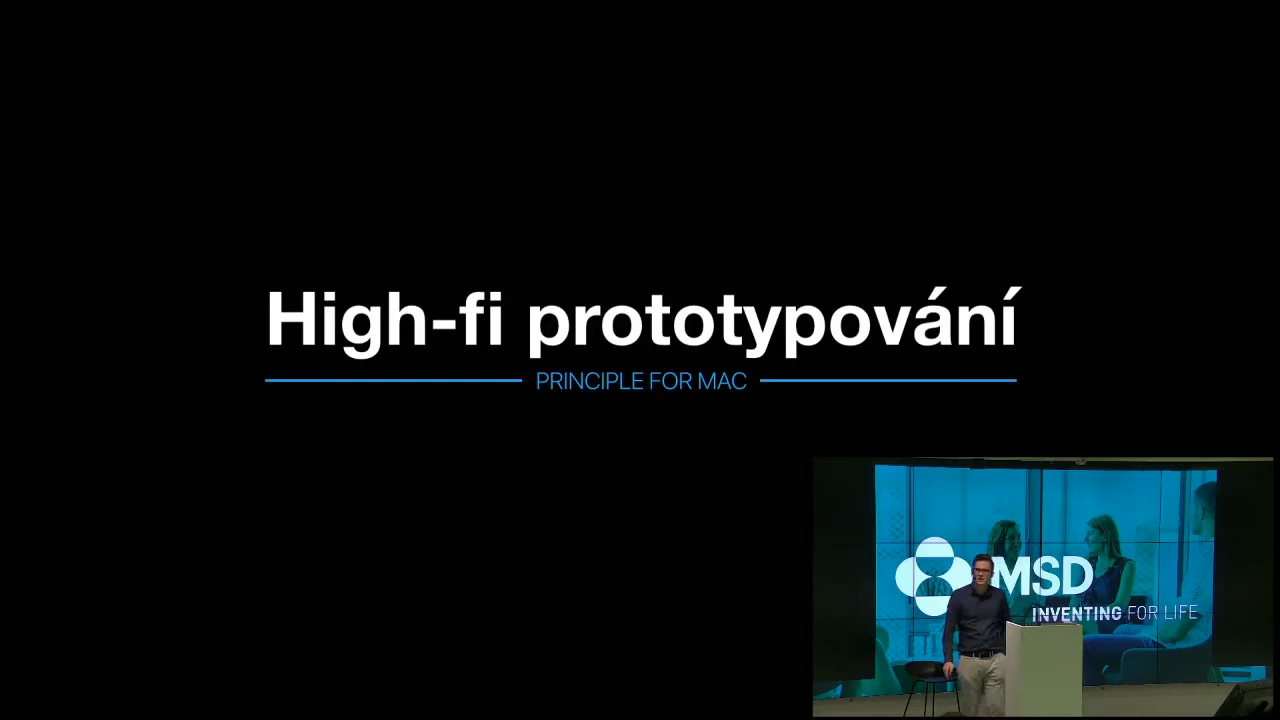 High-fi prototypování
PRINCIPLE FOR MAC
MSD
INVENTING FOR LIFE